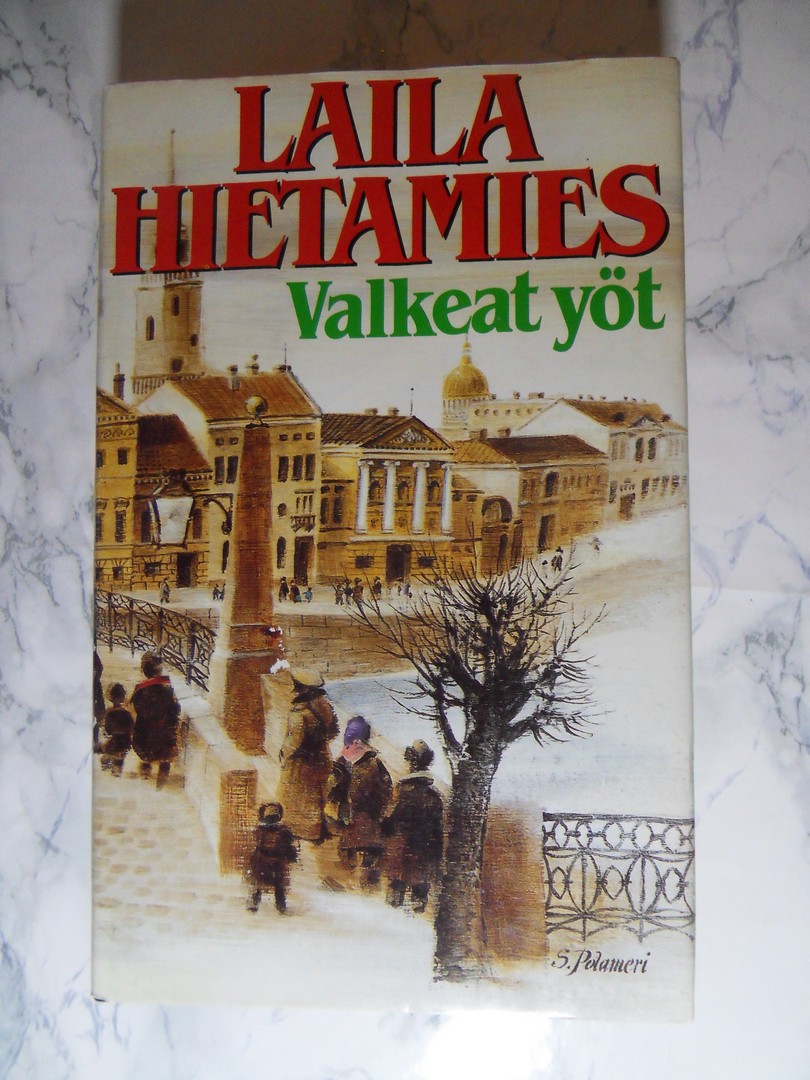 LAILA
HIETAMIES
Valkeat yöt
S. Polameri